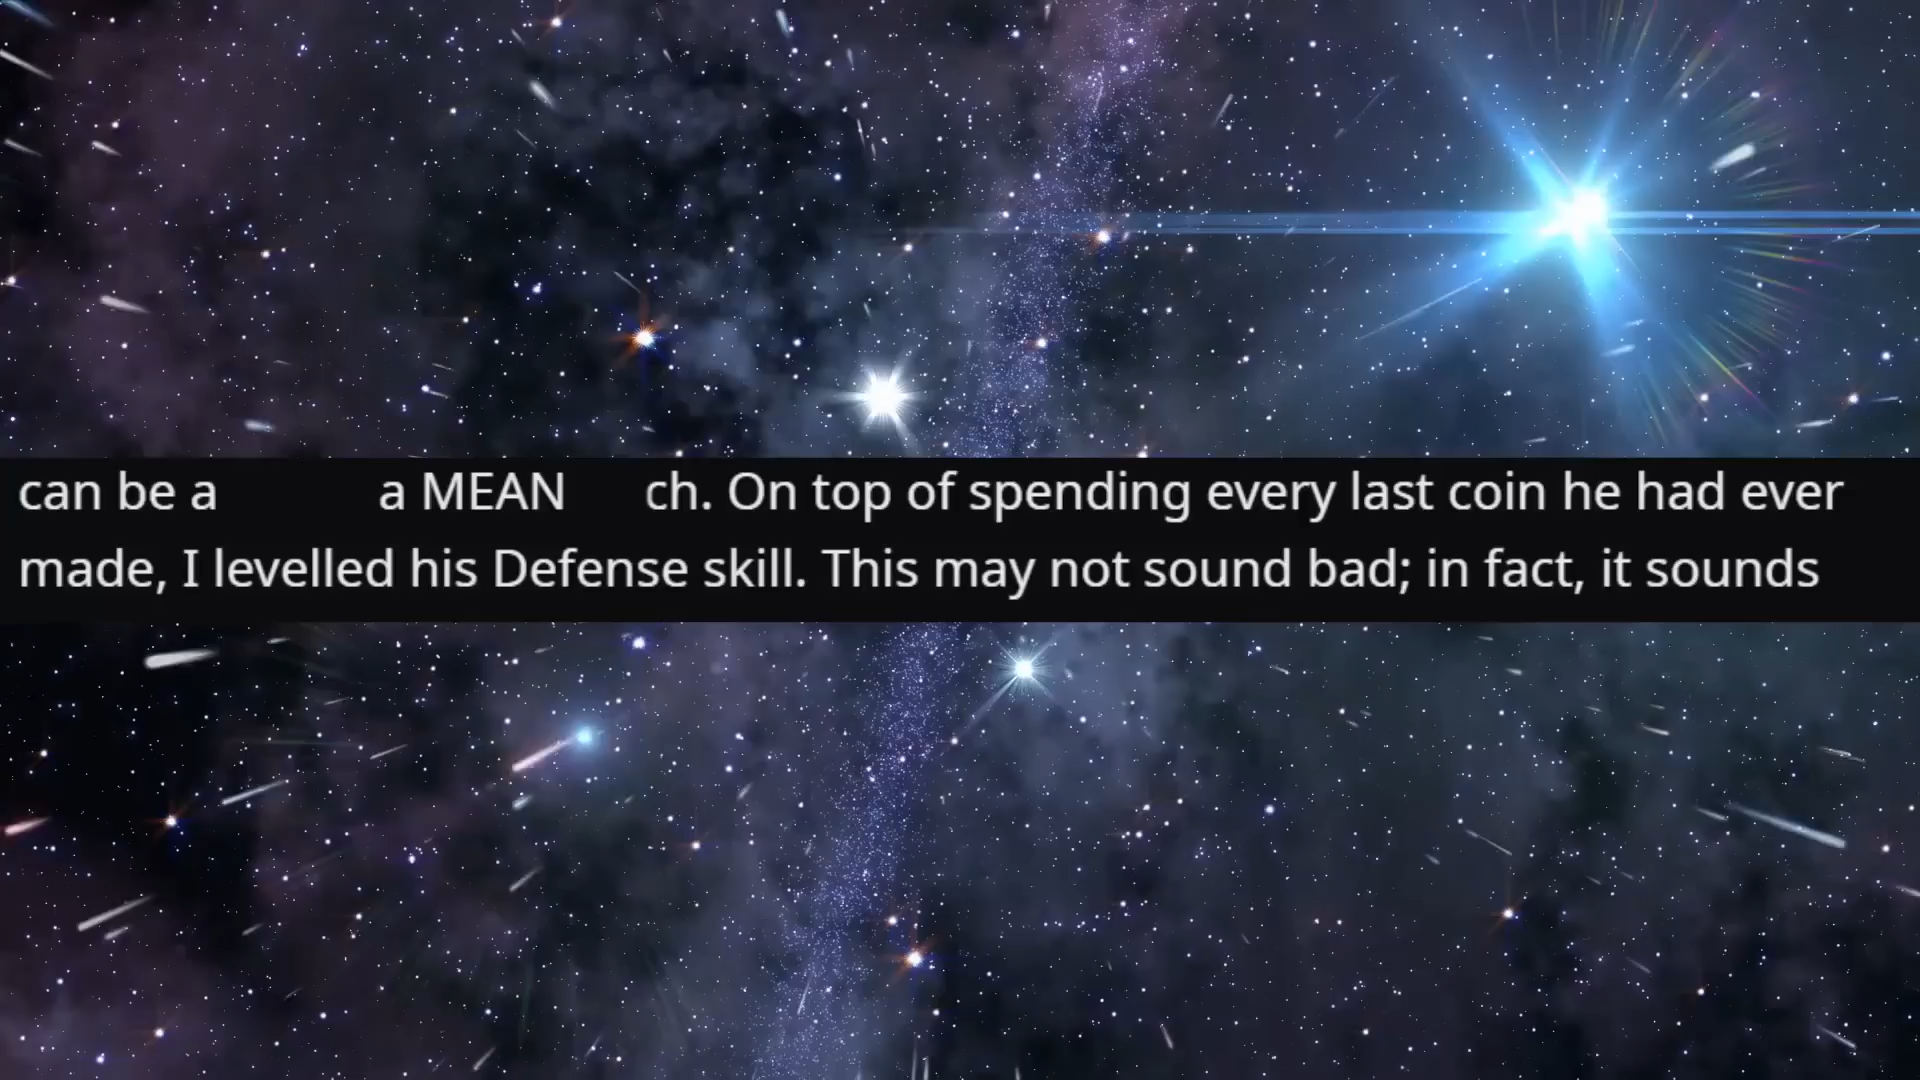 can be a a MEAN ch. On top of spending every last coin he had ever
made, I levelled his Defense skill. This may not sound bad; in fact, it sounds